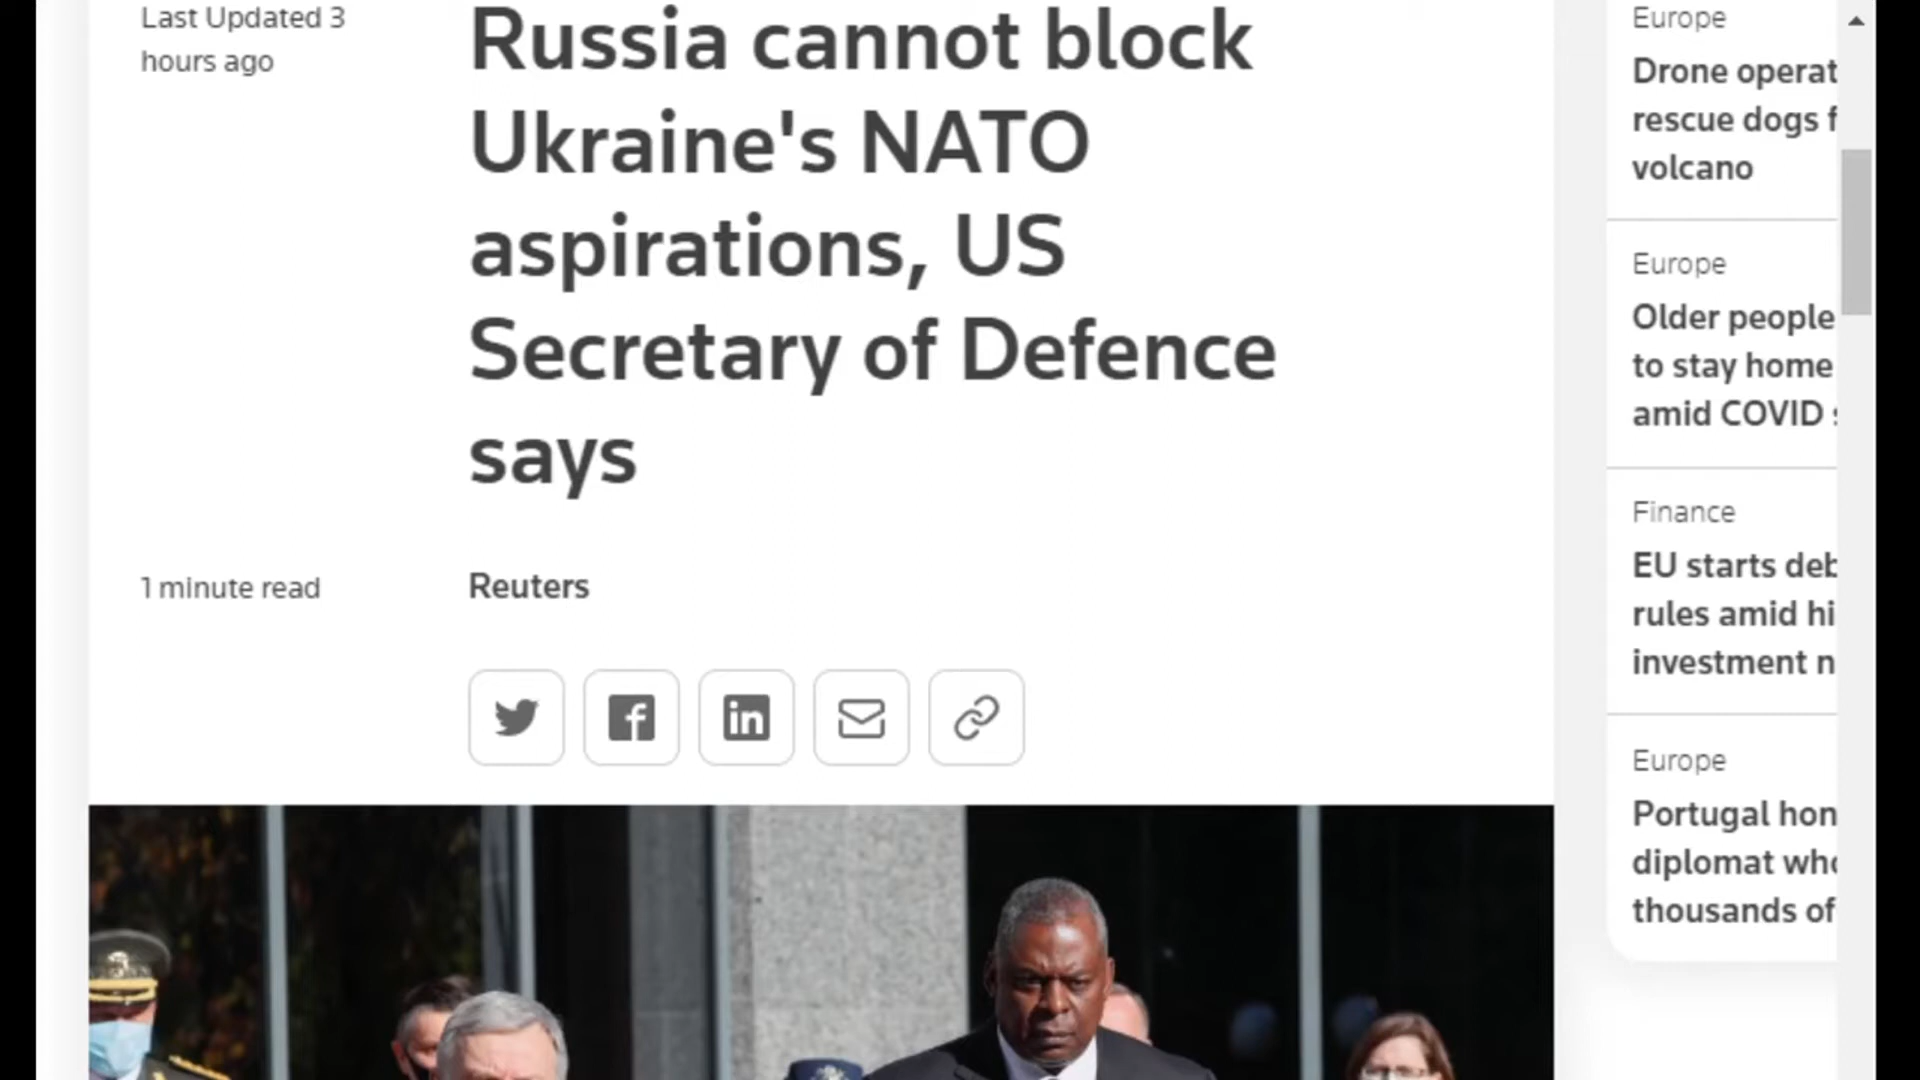 Last Updated 3
hours ago
Russia cannot block
Ukraine's NATO
aspirations, US
Secretary of Defence
says
1 minute read
Reuters
Europe
Drone operat
rescue dogs f
volcano
Europe
Older people
to stay home
amid COVID
Finance
EU starts deb
rules amid hi
investment n
Europe
Portugal hon
diplomat who
thousands of